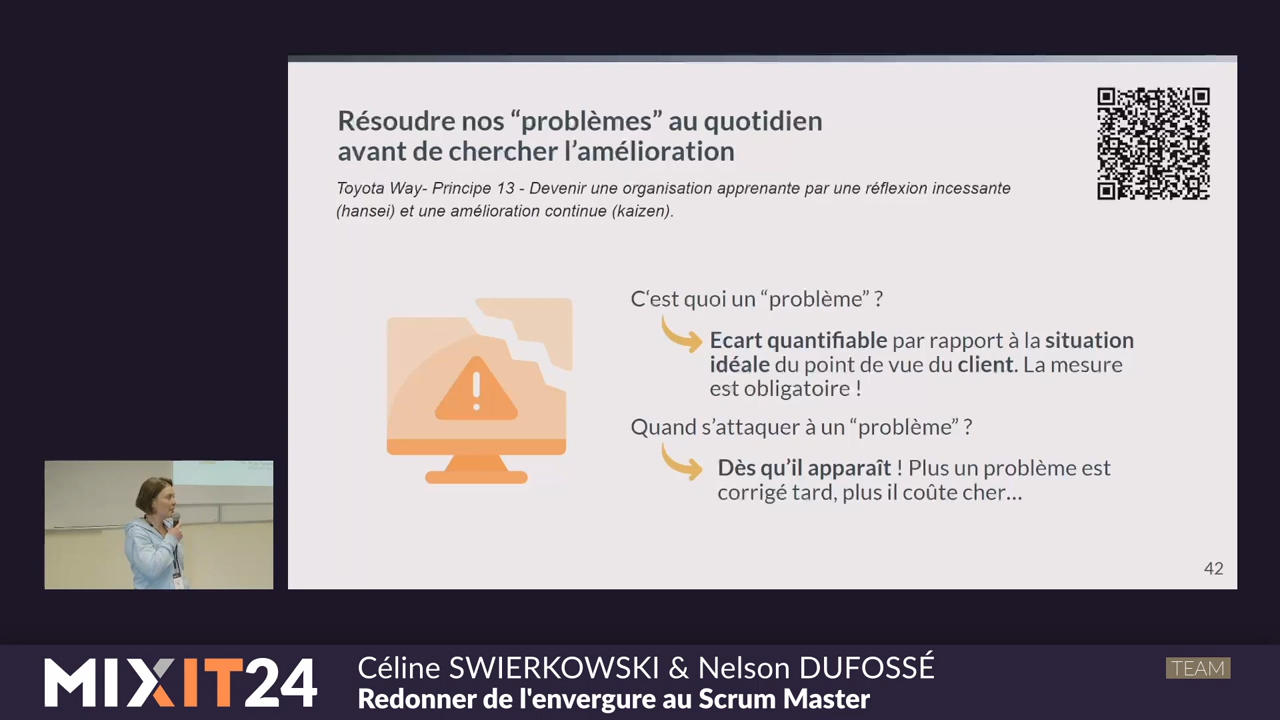 Résoudre nos “problèmes” au quotidien
avant de chercher l’amélioration
Toyota Way- Principe 13 - Devenir une organisation apprenante par une réflexion incessante
(hansei) et une amélioration continue (kaizen).
C‘est quoi un “problème” ?
Ecart quantifiable par rapport à la situation
idéale du point de vue du client. La mesure
est obligatoire !
Quand s’attaquer à un “problème” ?
Dès qu’il apparaît ! Plus un problème est
corrigé tard, plus il coûte cher…
42
MIXIT24
Céline SWIERKOWSKI & Nelson DUFOSSÉ
Redonner de l'envergure au Scrum Master
TEAM